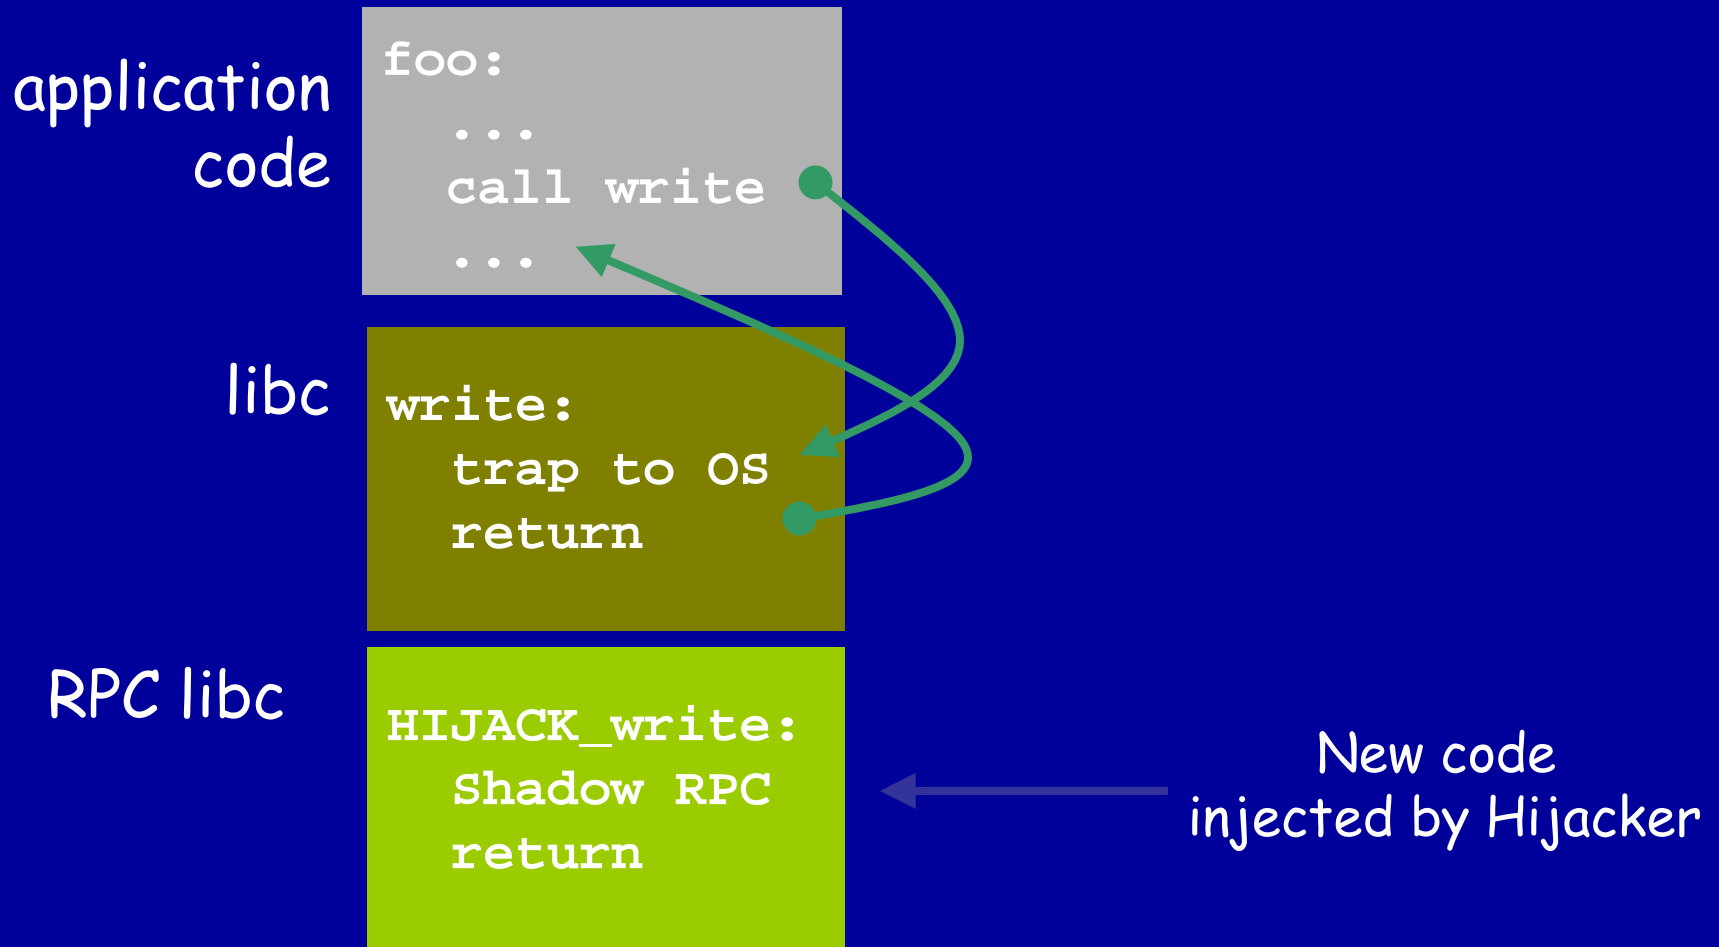 application
code
foo:
...
call write
...
libc
write:
trap to OS
return
RPC libc
HIJACK_write:
Shadow RPC
return
New code
injected by Hijacker